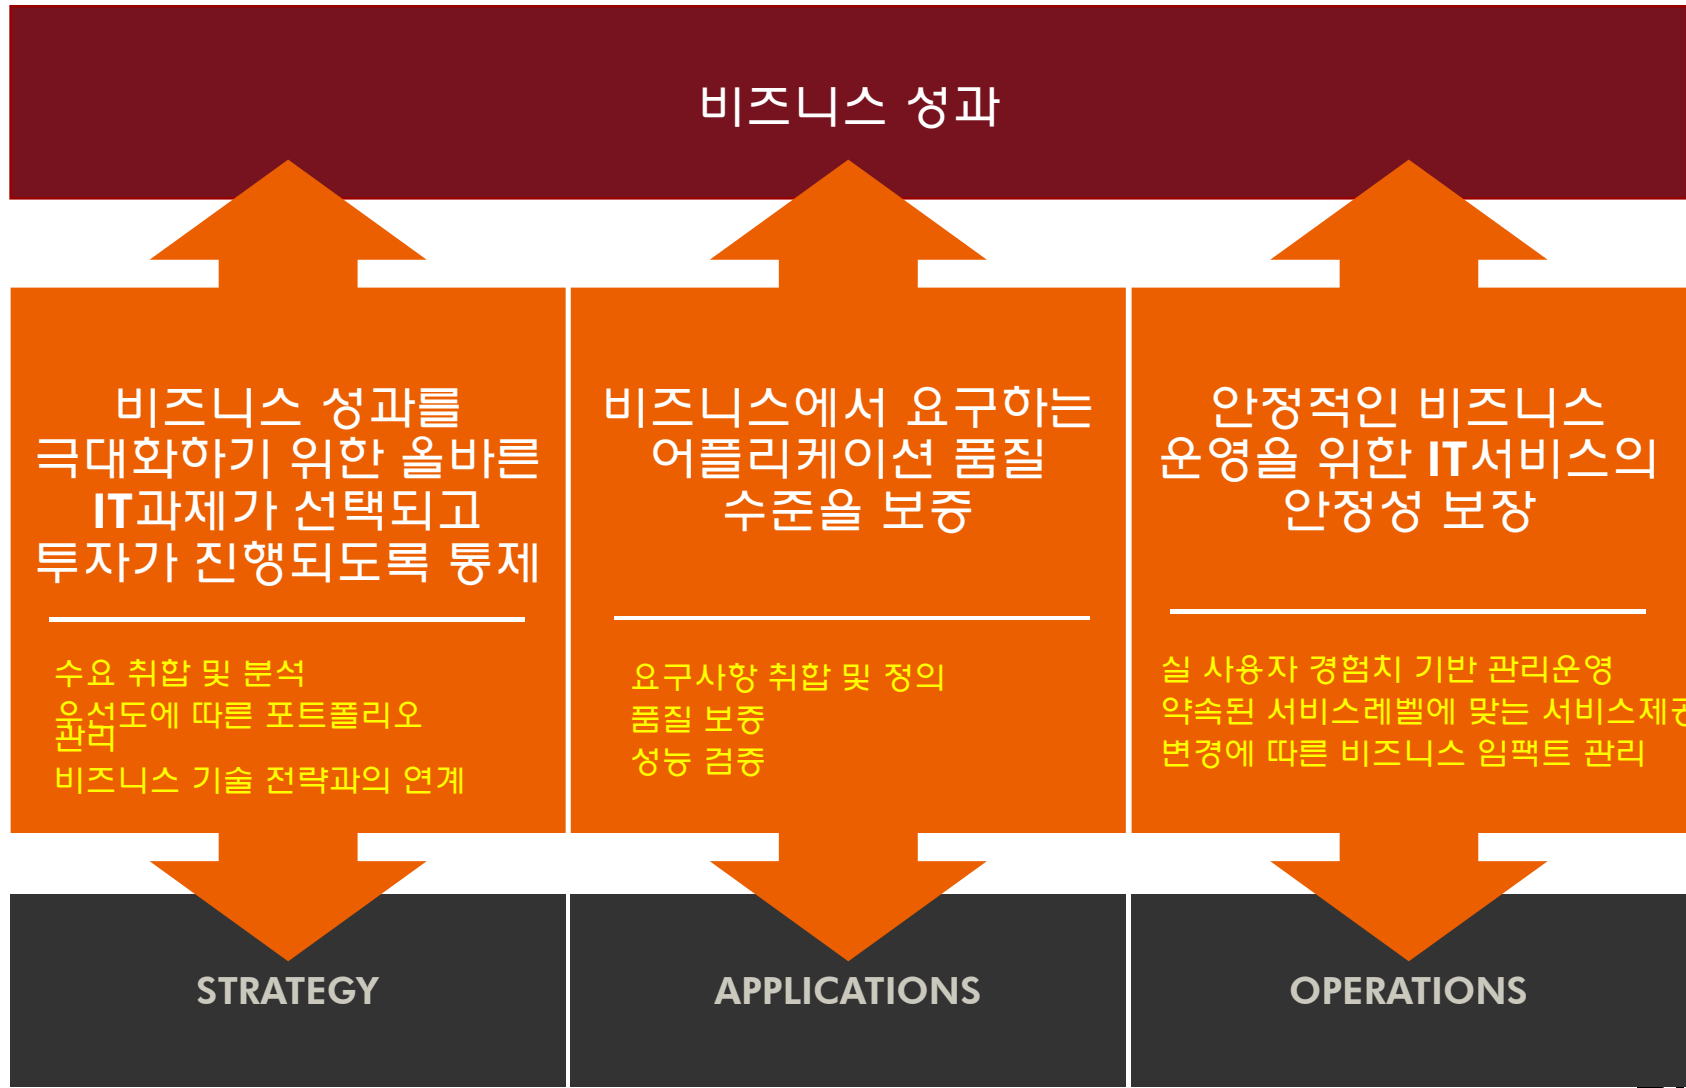 비즈니스 성과
비즈니스 성과를
극대화하기 위한 올바른
IT과제가 선택되고
투자가 진행되도록 통제
수요 취합 및 분석
우선도에 따른 포트폴리오
관리
비즈니스 기술 전략과의 연계
비즈니스에서 요구하는
어플리케이션 품질
수준을 보증
요구사항 취합 및 정의
품질 보증
성능 검증
안정적인 비즈니스
운영을 위한 IT서비스의
안정성 보장
실 사용자 경험치 기반 관리운영
약속된 서비스레벨에 맞는 서비스제공
변경에 따른 비즈니스 임팩트 관리
STRATEGY
APPLICATIONS
OPERATIONS